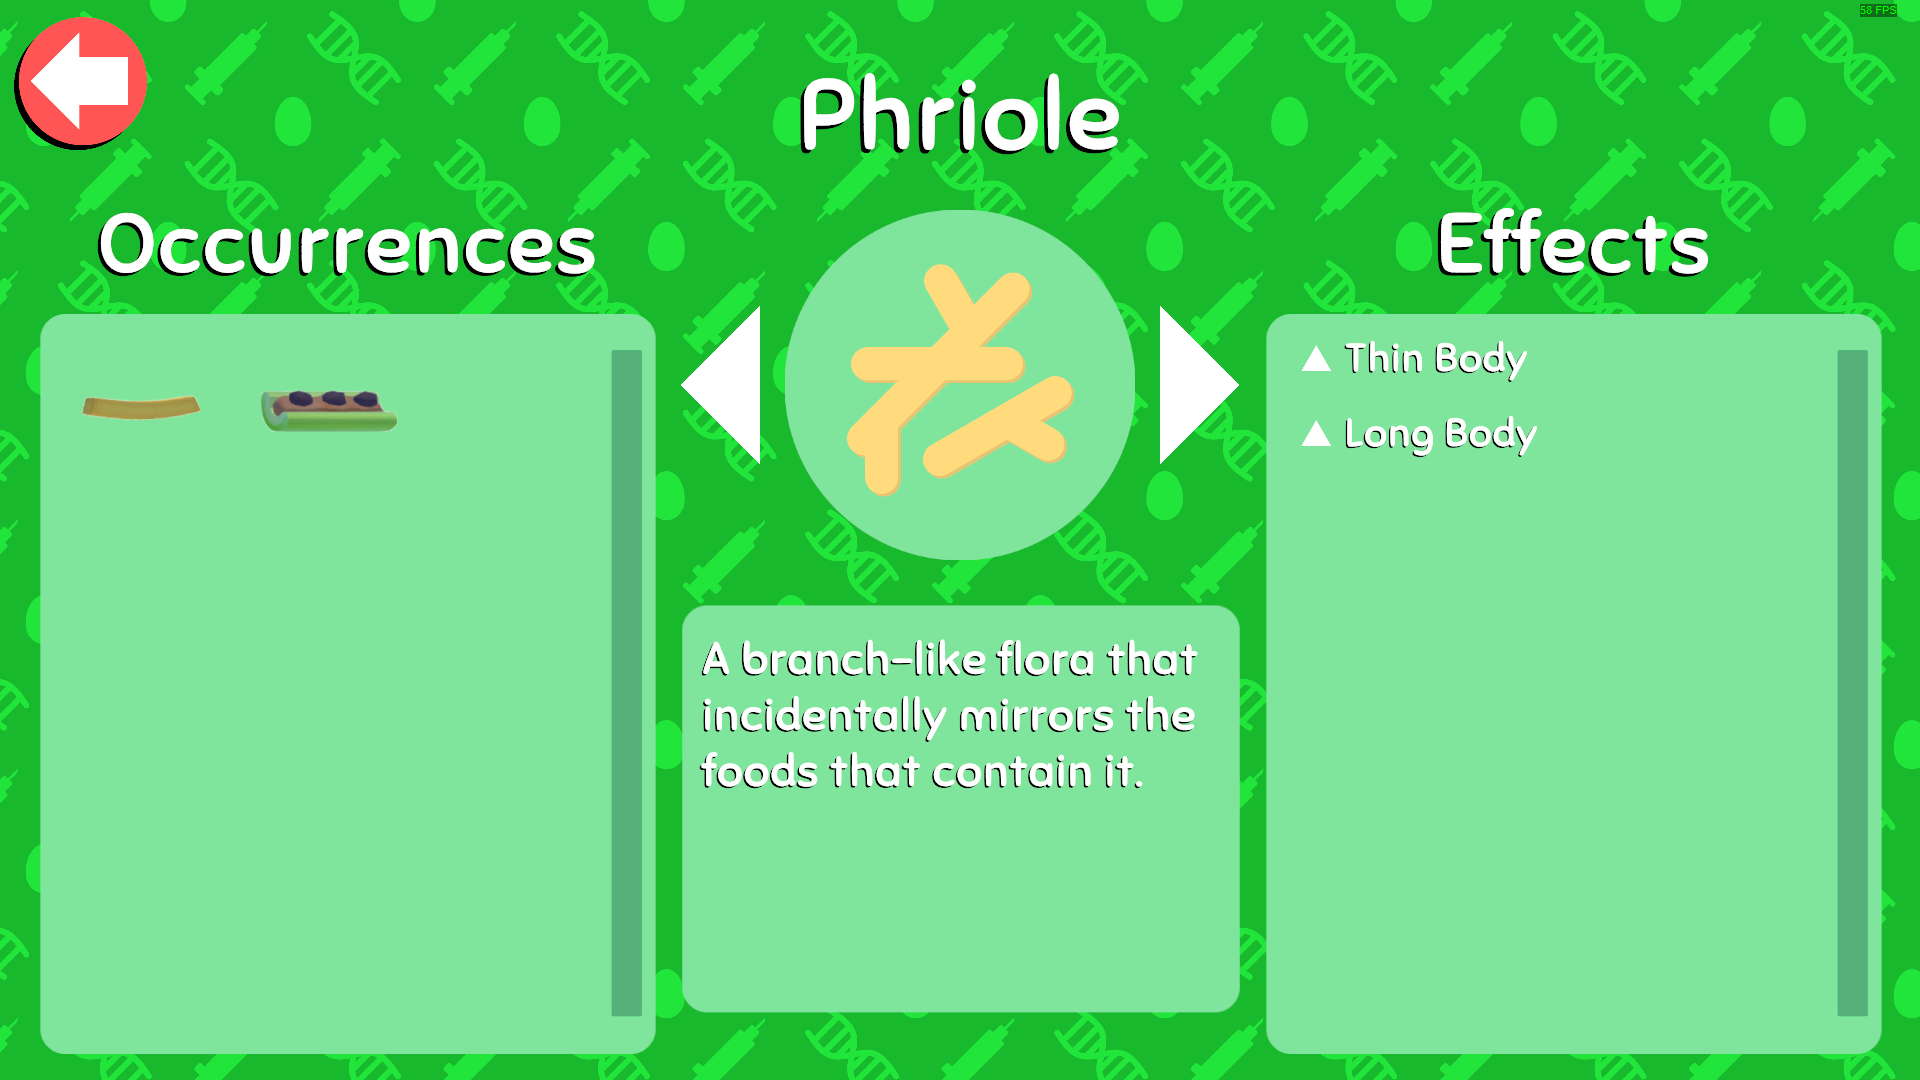 58 FPS
Phriole
Occurrences
Effects
Thin Body
Long Body
A branch-like flora that
incidentally mirrors the
foods that contain it.